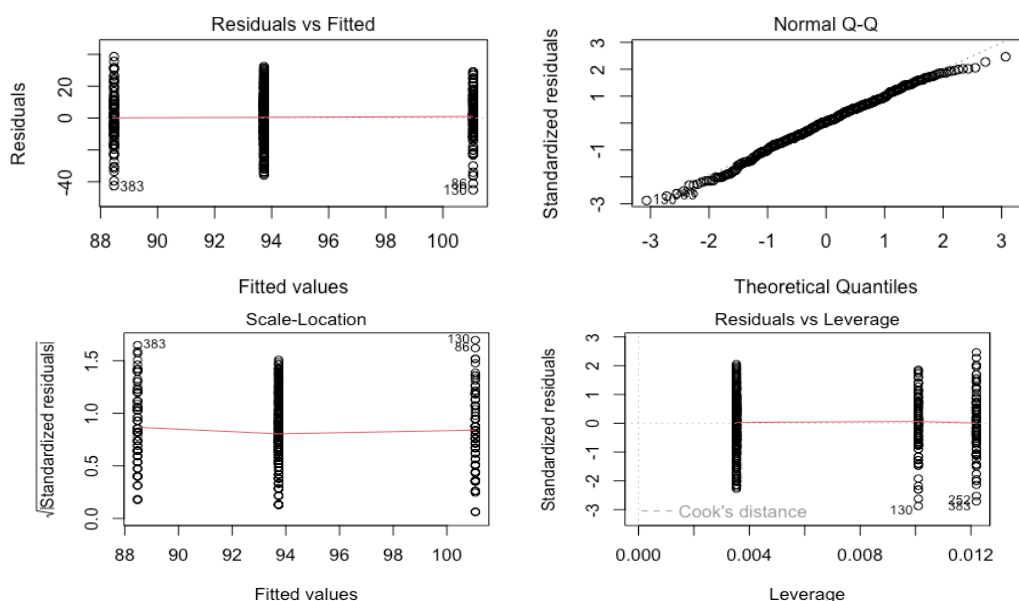 Residuals vs Fitted
Residuals
20
0
-40
383
86
130
88 90 92 94 96 98 100
Fitted values
Normal Q-Q
Standardized residuals
3
2
1
-1
-3
130
-3 -2 -1 0 1 2 3
Theoretical Quantiles
Scale-Location
√|Standardized residuals|
1.5
1.0
0.5
0.0
383
130
86
88 90 92 94 96 98 100
Fitted values
Residuals vs Leverage
Standardized residuals
3
2
1
0
-1
-2
-3
252
130
383
Cook's distance
0.000 0.004 0.008 0.012
Leverage